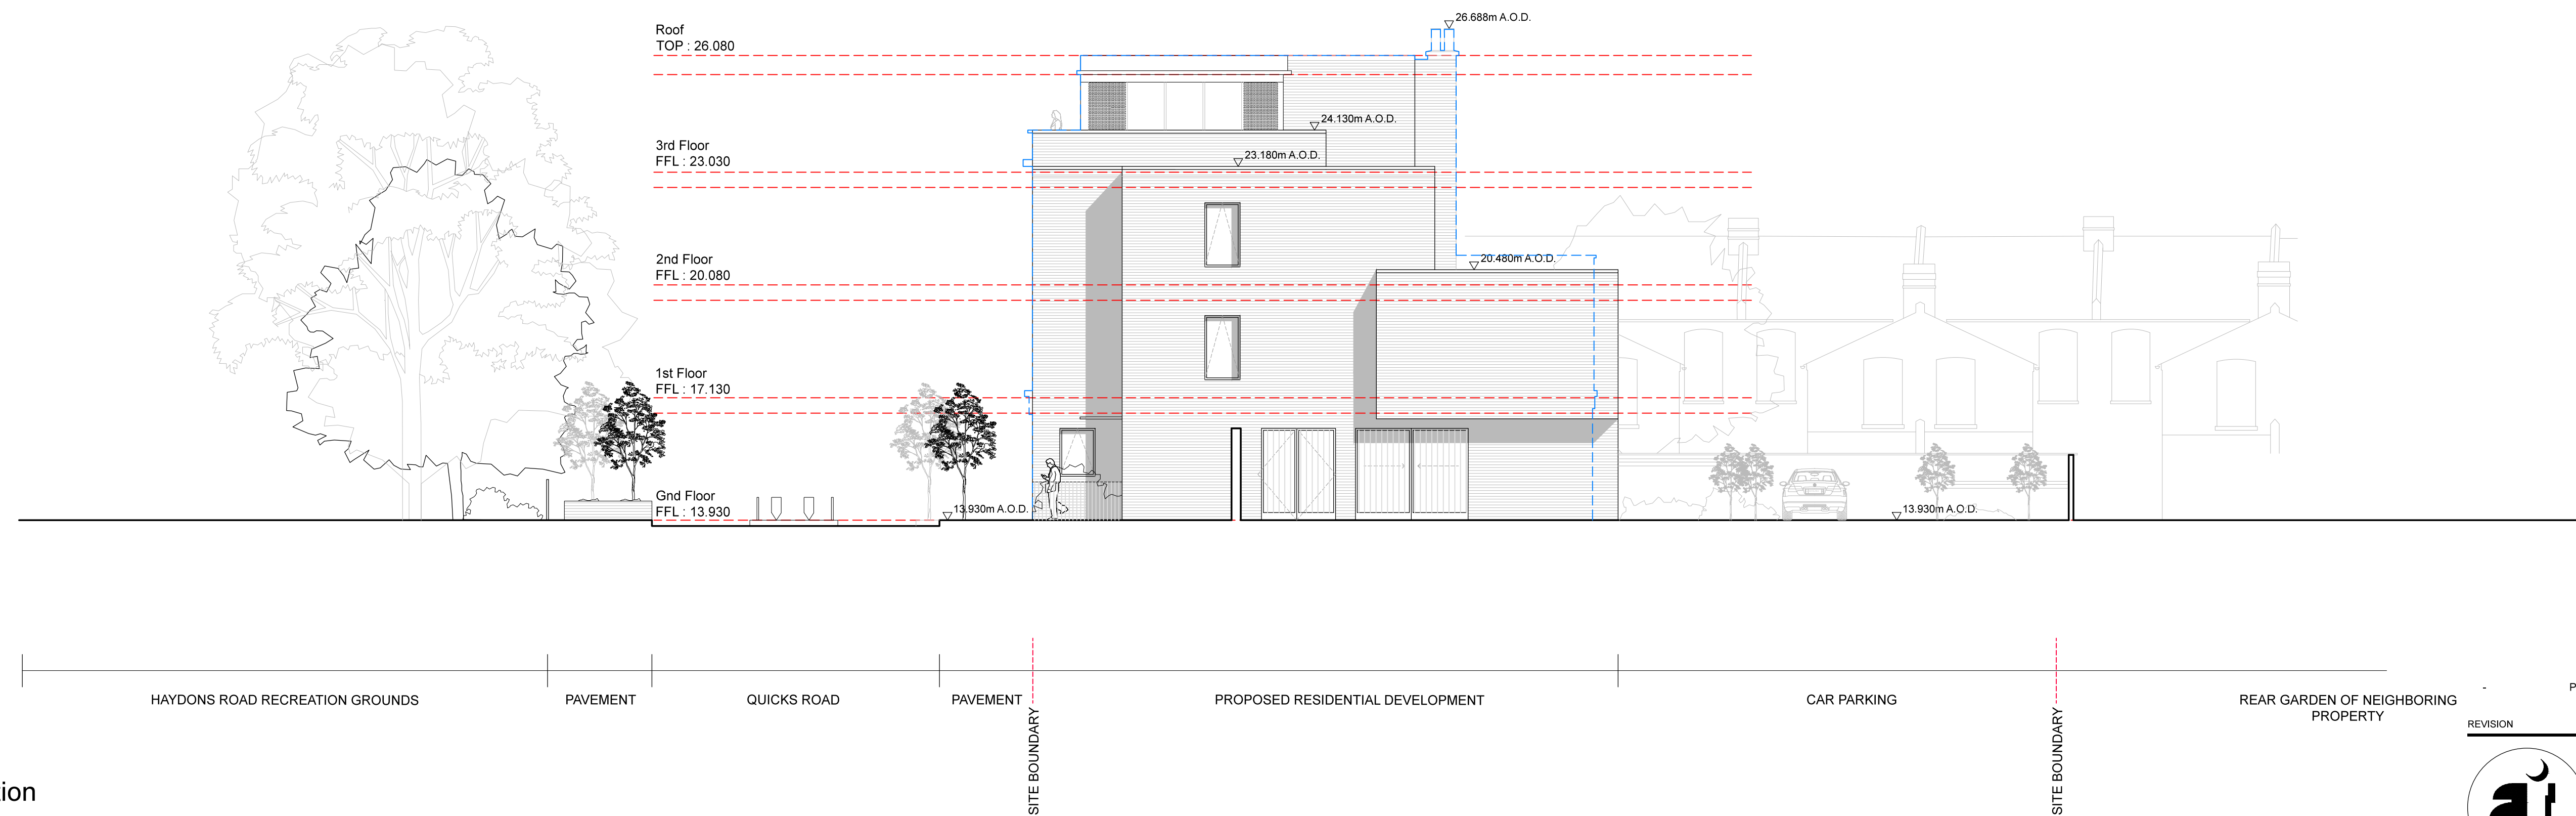 Roof
TOP : 26.080
26.688m A.O.D.
24.130m A.O.D.
3rd Floor
FFL : 23.030
23.180m A.O.D.
2nd Floor
FFL : 20.080
20.480m A.O.D.
1st Floor
FFL : 17.130
Gnd Floor
FFL : 13.930
13.930m A.O.D.
13.930m A.O.D.
HAYDONS ROAD RECREATION GROUNDS
PAVEMENT
QUICKS ROAD
PAVEMENT
SITE BOUNDARY
PROPOSED RESIDENTIAL DEVELOPMENT
CAR PARKING
SITE BOUNDARY
REAR GARDEN OF NEIGHBORING
PROPERTY
-
P
REVISION
tion